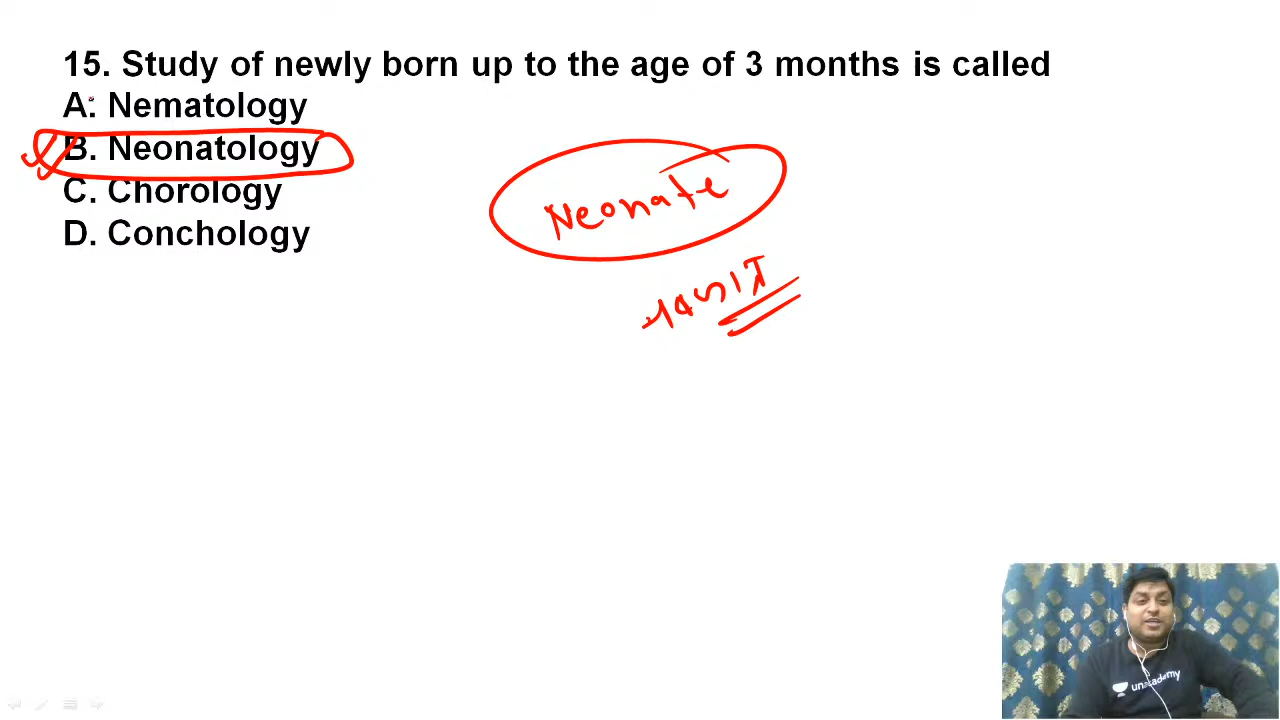 15. Study of newly born up to the age of 3 months is called
A. Nematology
B. Neonatology
C. Chorology
D. Conchology
Neonate
नवजात
unacademy